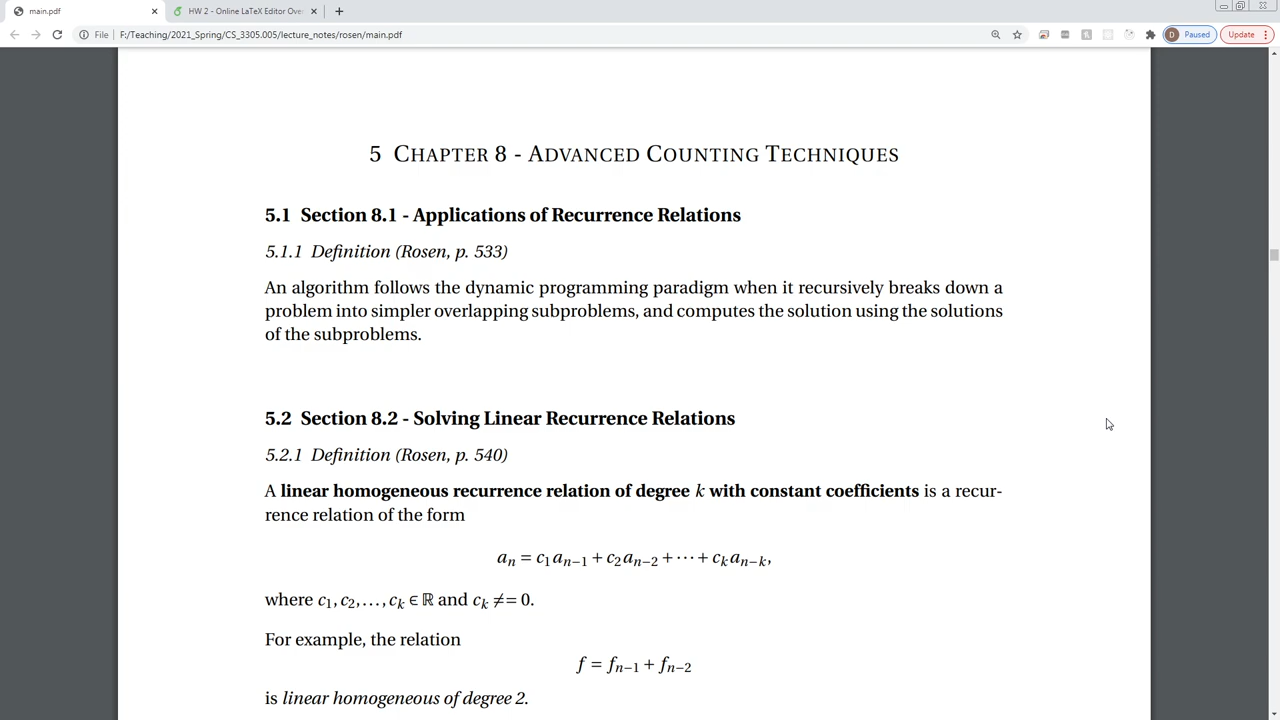 main.pdf
HW 2 - Online LaTeX Editor Ove
File
F:/Teaching/2021_Spring/CS_3305.005/lecture_notes/rosen/main.pdf
D Paused
Update
5 CHAPTER 8 - ADVANCED COUNTING TECHNIQUES
5.1 Section 8.1 - Applications of Recurrence Relations
5.1.1 Definition (Rosen, p. 533)
An algorithm follows the dynamic programming paradigm when it recursively breaks down a
problem into simpler overlapping subproblems, and computes the solution using the solutions
of the subproblems.
5.2 Section 8.2 - Solving Linear Recurrence Relations
5.2.1 Definition (Rosen, p. 540)
A linear homogeneous recurrence relation of degree k with constant coefficients is a recur-
rence relation of the form
aₙ = c₁aₙ₋₁ + c₂aₙ₋₂ + ⋯ + cₖaₙ₋ₖ,
where c₁, c₂, …, cₖ ∈ ℝ and cₖ ≠= 0.
For example, the relation
f = fₙ₋₁ + fₙ₋₂
is linear homogeneous of degree 2.